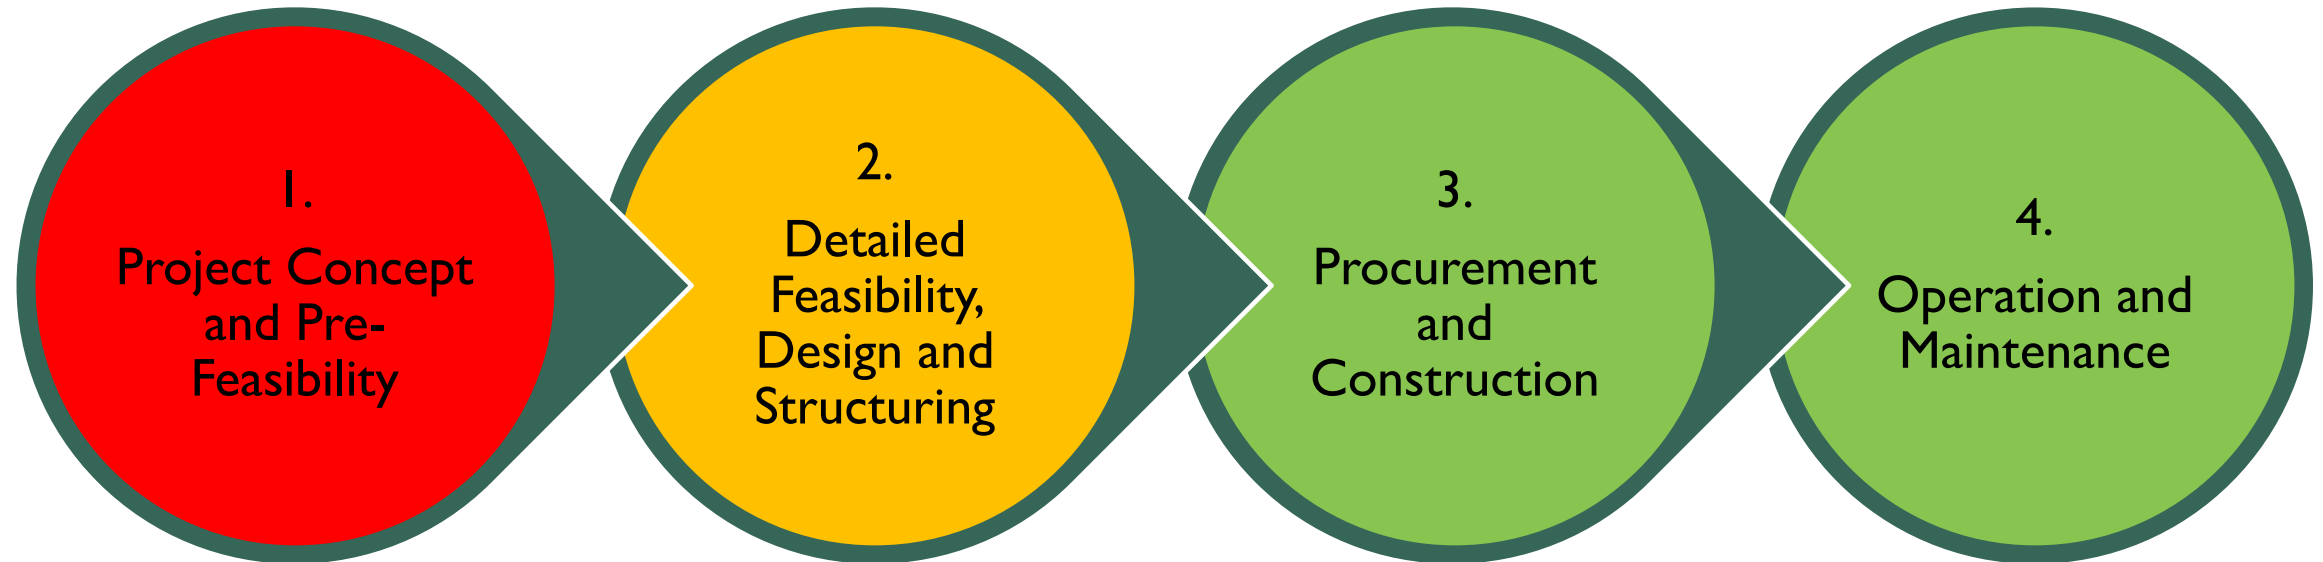 1.
Project Concept
and Pre-
Feasibility
2.
Detailed
Feasibility,
Design and
Structuring
3.
Procurement
and
Construction
4.
Operation and
Maintenance